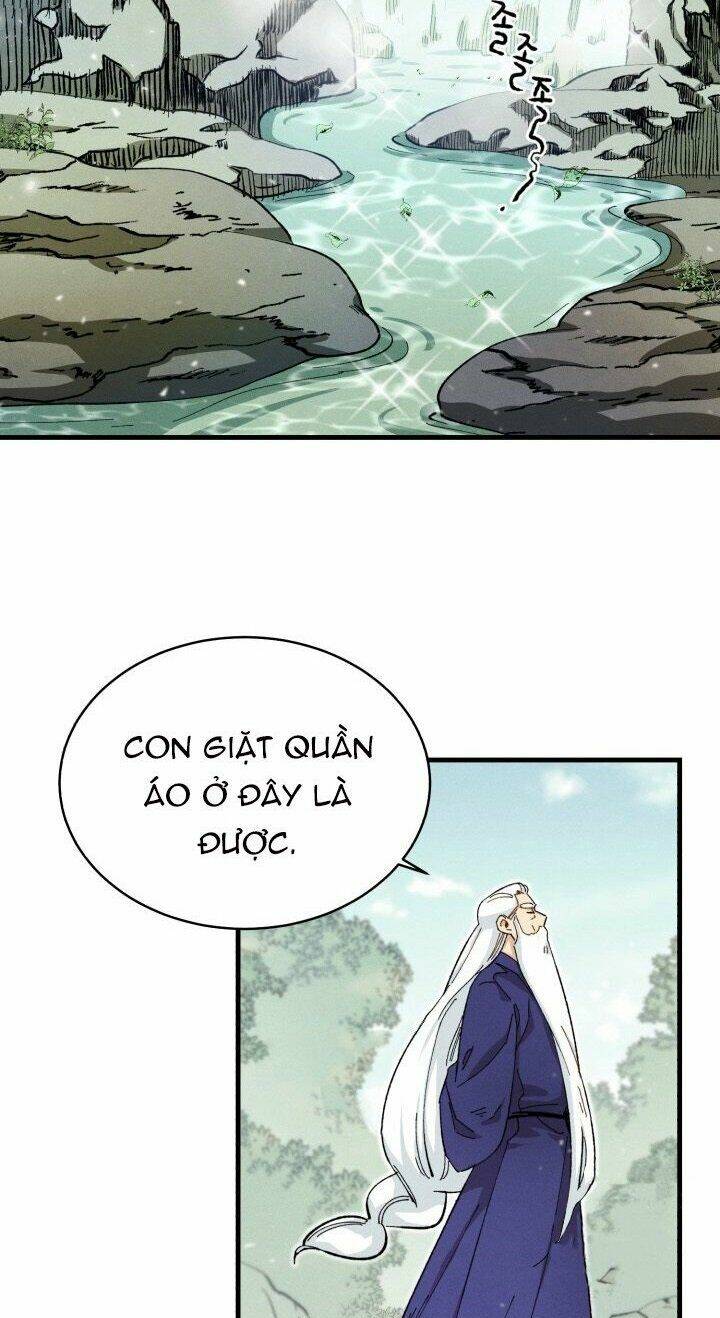 졸졸졸~
CON GIẶT QUẦN
ÁO Ở ĐÂY LÀ
ĐƯỢC.